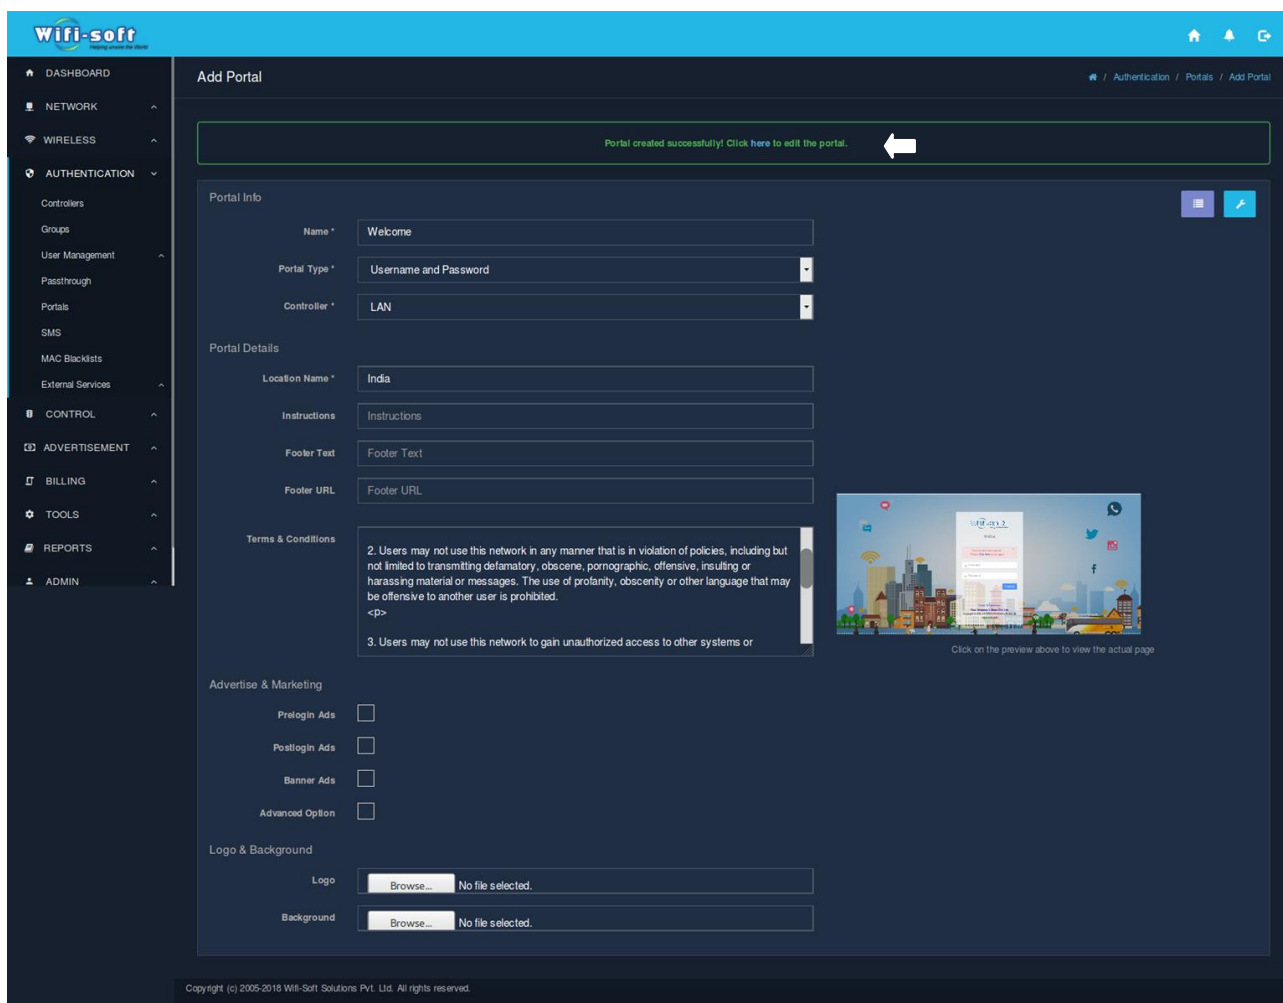 Wifi-soft
Helping unwire the World
DASHBOARD
NETWORK
WIRELESS
AUTHENTICATION
Controllers
Groups
User Management
Passthrough
Portals
SMS
MAC Blacklists
External Services
CONTROL
ADVERTISEMENT
BILLING
TOOLS
REPORTS
ADMIN
Add Portal
/ Authentication / Portals / Add Portal
Portal created successfully! Click here to edit the portal.
Portal Info
Name * Welcome
Portal Type * Username and Password
Controller * LAN
Portal Details
Location Name * India
Instructions Instructions
Footer Text Footer Text
Footer URL Footer URL
Terms & Conditions
2. Users may not use this network in any manner that is in violation of policies, including but
not limited to transmitting defamatory, obscene, pornographic, offensive, insulting or
harassing material or messages. The use of profanity, obscenity or other language that may
be offensive to another user is prohibited.
<p>
3. Users may not use this network to gain unauthorized access to other systems or
Click on the preview above to view the actual page
Advertise & Marketing
Prelogin Ads
Postlogin Ads
Banner Ads
Advanced Option
Logo & Background
Logo Browse... No file selected.
Background Browse... No file selected.
Copyright (c) 2005-2018 Wifi-Soft Solutions Pvt. Ltd. All rights reserved.